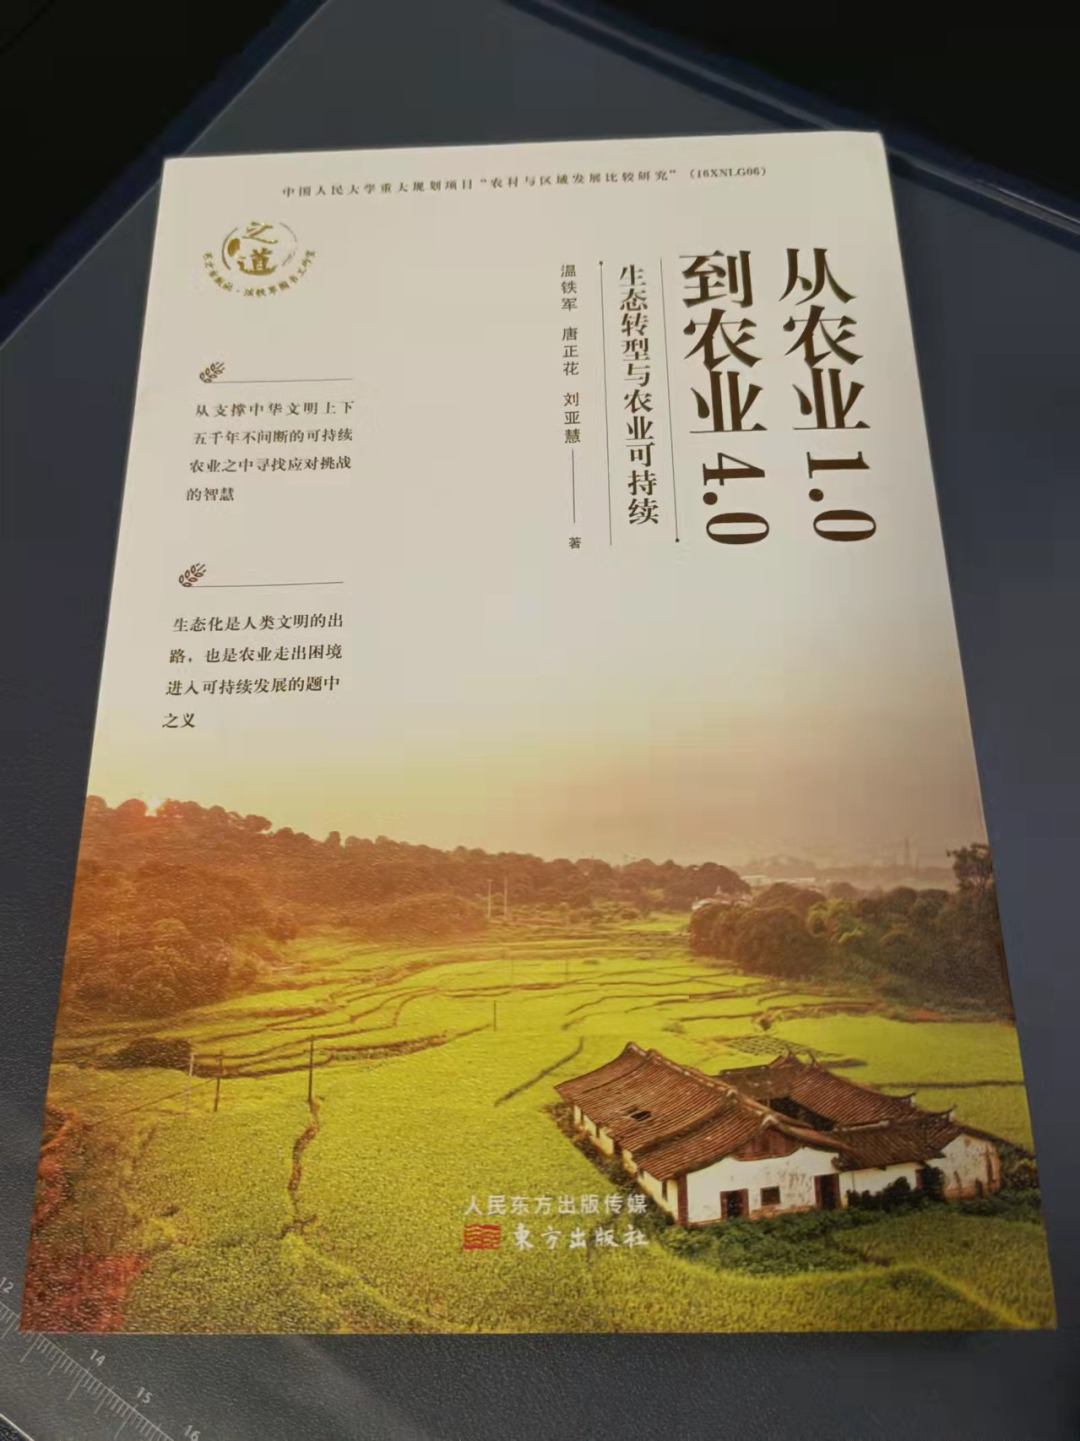 中国人民大学重大规划项目“农村与区域发展比较研究”（16XNLG06）
之道
从农业 1.0
到农业 4.0
生态转型与农业可持续
温铁军 唐正花 刘亚慧 著
从支撑中华文明上下
五千年不间断的可持续
农业之中寻找应对挑战
的智慧
生态化是人类文明的出
路，也是农业走出困境
进入可持续发展的题中
之义
人民东方出版传媒
東方出版社
12
14
15
16